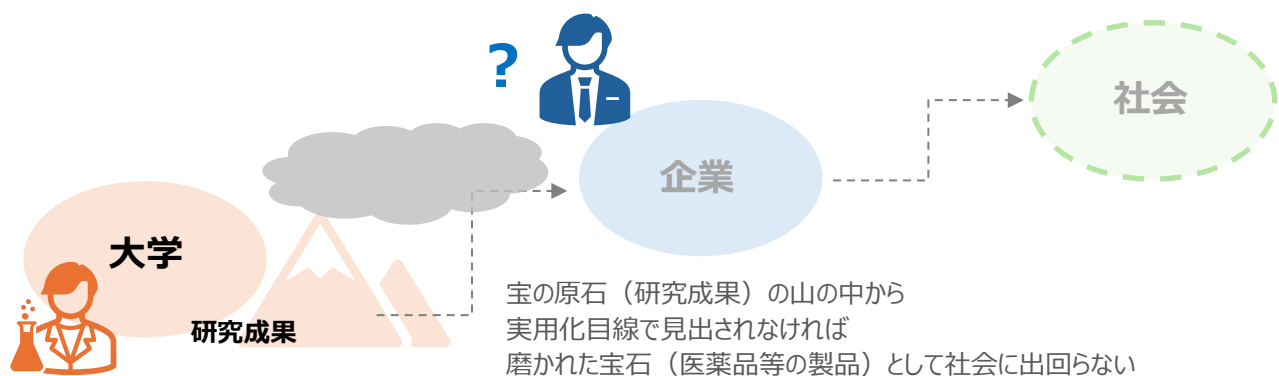 ?
社会
企業
大学
研究成果
宝の原石（研究成果）の山の中から
実用化目線で見出されなければ
磨かれた宝石（医薬品等の製品）として社会に出回らない